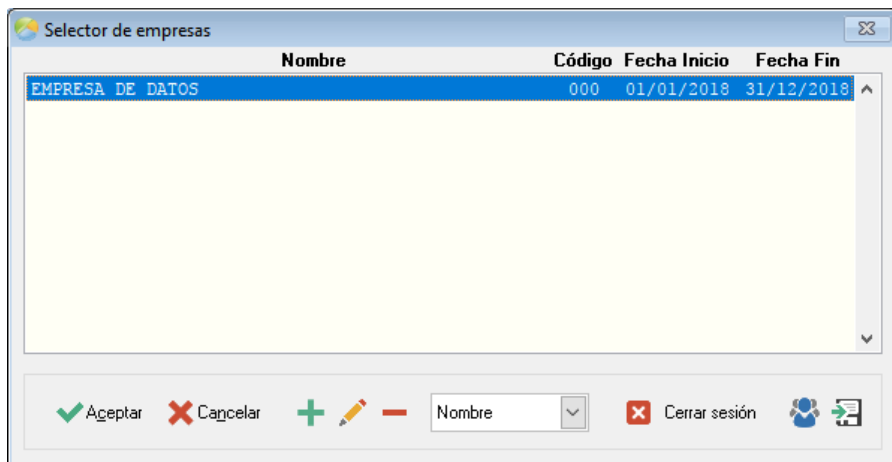 Selector de empresas
Nombre Código Fecha Inicio Fecha Fin
EMPRESA DE DATOS 000 01/01/2018 31/12/2018
Aceptar Cancelar Nombre Cerrar sesión